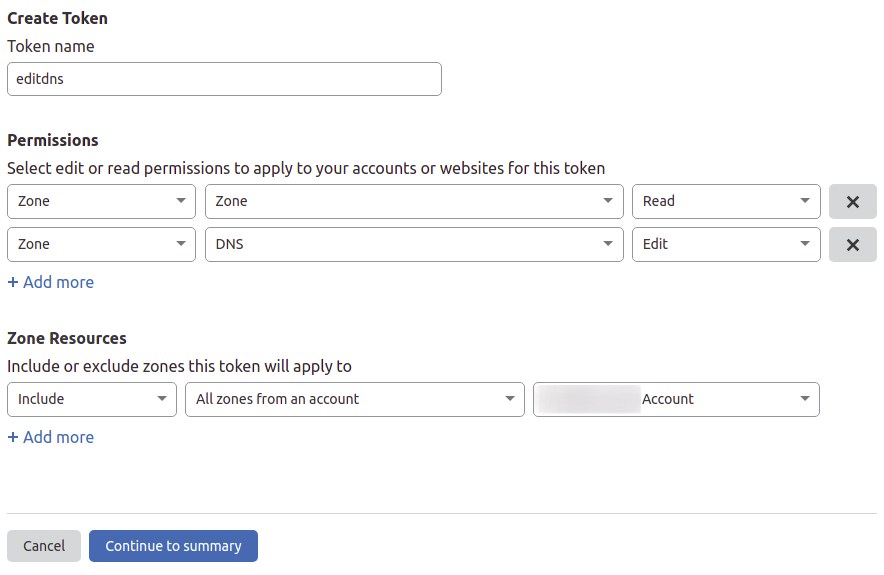 Create Token
Token name
editdns
Permissions
Select edit or read permissions to apply to your accounts or websites for this token
Zone Zone Read
Zone DNS Edit
+ Add more
Zone Resources
Include or exclude zones this token will apply to
Include All zones from an account Account
+ Add more
Cancel Continue to summary